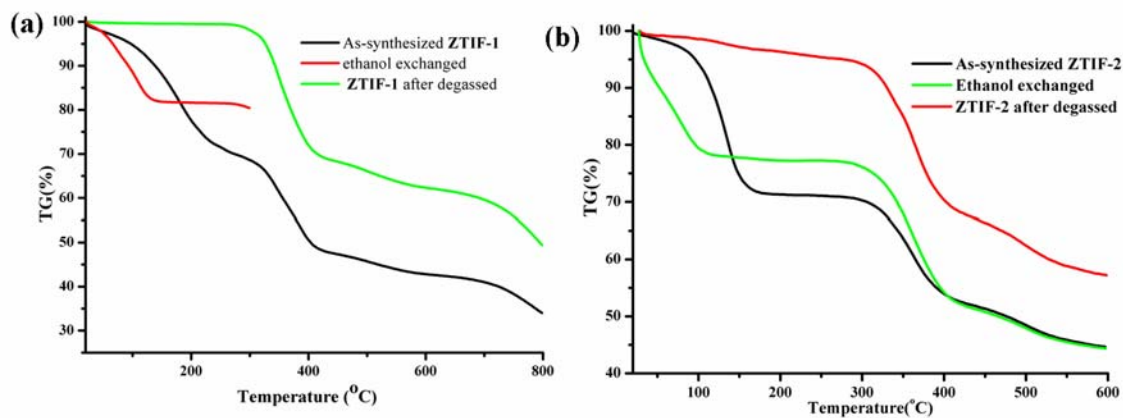 (a)
As-synthesized ZTIF-1
ethanol exchanged
ZTIF-1 after degassed
TG(%)
100
90
80
70
60
50
40
30
200 400 600 800
Temperature (°C)
(b)
As-synthesized ZTIF-2
Ethanol exchanged
ZTIF-2 after degassed
TG(%)
100
90
80
70
60
50
40
100 200 300 400 500 600
Temperature(°C)